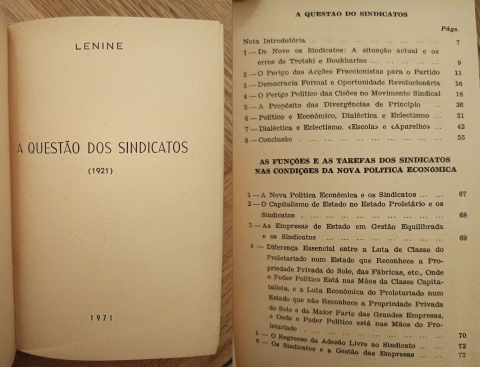 LENINE
A QUESTÃO DOS SINDICATOS
(1921)
1971
A QUESTÃO DO SINDICATOS
Págs.
Nota Introdutória ... ... ... ... ... ... ... 7
1 — De Novo os Sindicatos: A situação actual e os
erros de Trotski e Boukharine ... ... ... ... 9
2 — O Perigo das Acções Fraccionistas para o Partido 11
3 — Democracia Formal e Oportunidade Revolucionária 16
4 — O Perigo Político das Cisões no Movimento Sindical 18
5 — A Propósito das Divergências de Princípio ... ... 26
6 — Político e Económico, Dialéctica e Eclectismo ... 31
7 — Dialéctica e Eclectismo. «Escola» e «Aparelho» ... 42
8 — Conclusão ... ... ... ... ... ... ... ... 55
AS FUNÇÕES E AS TAREFAS DOS SINDICATOS
NAS CONDIÇÕES DA NOVA POLÍTICA ECONÓMICA
1 — A Nova Política Económica e os Sindicatos ... ... 67
2 — O Capitalismo de Estado no Estado Proletário e os
Sindicatos ... ... ... ... ... ... ... ... 68
3 — As Empresas de Estado em Gestão Equilibrada
e os Sindicatos ... ... ... ... ... ... ... 69
4 — Diferença Essencial entre a Luta de Classe do
Proletariado num Estado que Reconhece a Pro-
priedade Privada do Solo, das Fábricas, etc., Onde
o Poder Político Está nas Mãos da Classe Capita-
lista, e a Luta Económica do Proletariado num
Estado que não Reconhece a Propriedade Privada
do Solo e da Maior Parte das Grandes Empresas,
e Onde o Poder Político está nas Mãos do Pro-
letariado ... ... ... ... ... ... ... ... 70
5 — O Regresso da Adesão Livre ao Sindicato ... ... 72
6 — Os Sindicatos e a Gestão das Empresas ... ... 73